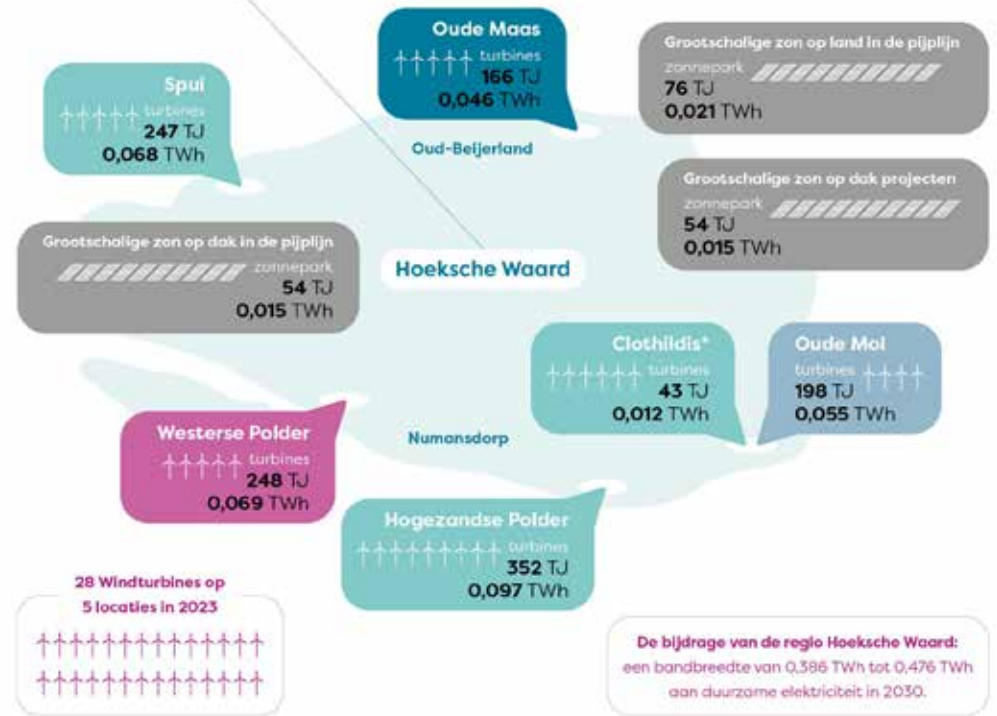 Oude Maas
turbines
166 TJ
0,046 TWh
Grootschalige zon op land in de pijplijn
zonnepark
76 TJ
0,021 TWh
Spui
turbines
247 TJ
0,068 TWh
Oud-Beijerland
Grootschalige zon op dak projecten
zonnepark
54 TJ
0,015 TWh
Grootschalige zon op dak in de pijplijn
zonnepark
54 TJ
0,015 TWh
Hoeksche Waard
Clothildis*
turbines
43 TJ
0,012 TWh
Oude Mol
turbines
198 TJ
0,055 TWh
Westerse Polder
turbines
248 TJ
0,069 TWh
Numansdorp
Hogezandse Polder
turbines
352 TJ
0,097 TWh
28 Windturbines op
5 locaties in 2023
De bijdrage van de regio Hoeksche Waard:
een bandbreedte van 0,386 TWh tot 0,476 TWh
aan duurzame elektriciteit in 2030.